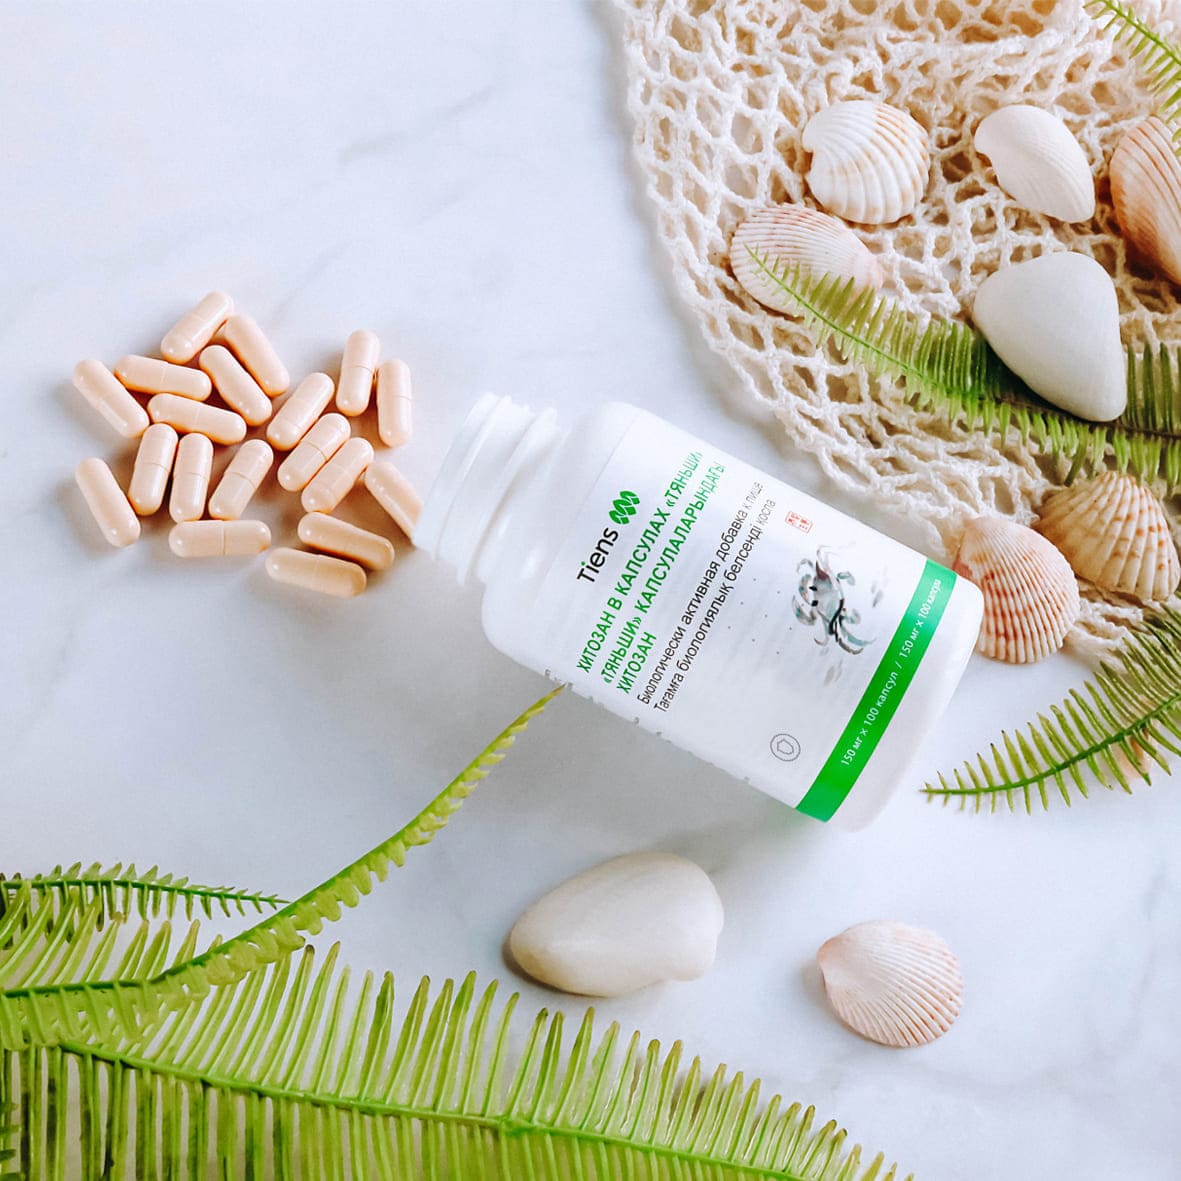 Tiens
ХИТОЗАН В КАПСУЛАХ «ТЯНЬШИ»
«ТЯНЬШИ» КАПСУЛАЛАРЫНДАҒЫ
ХИТОЗАН
Биологически активная добавка к пище
Тағамға биологиялық белсенді қоспа
150 мг × 100 капсул / 150 мг × 100 капсула